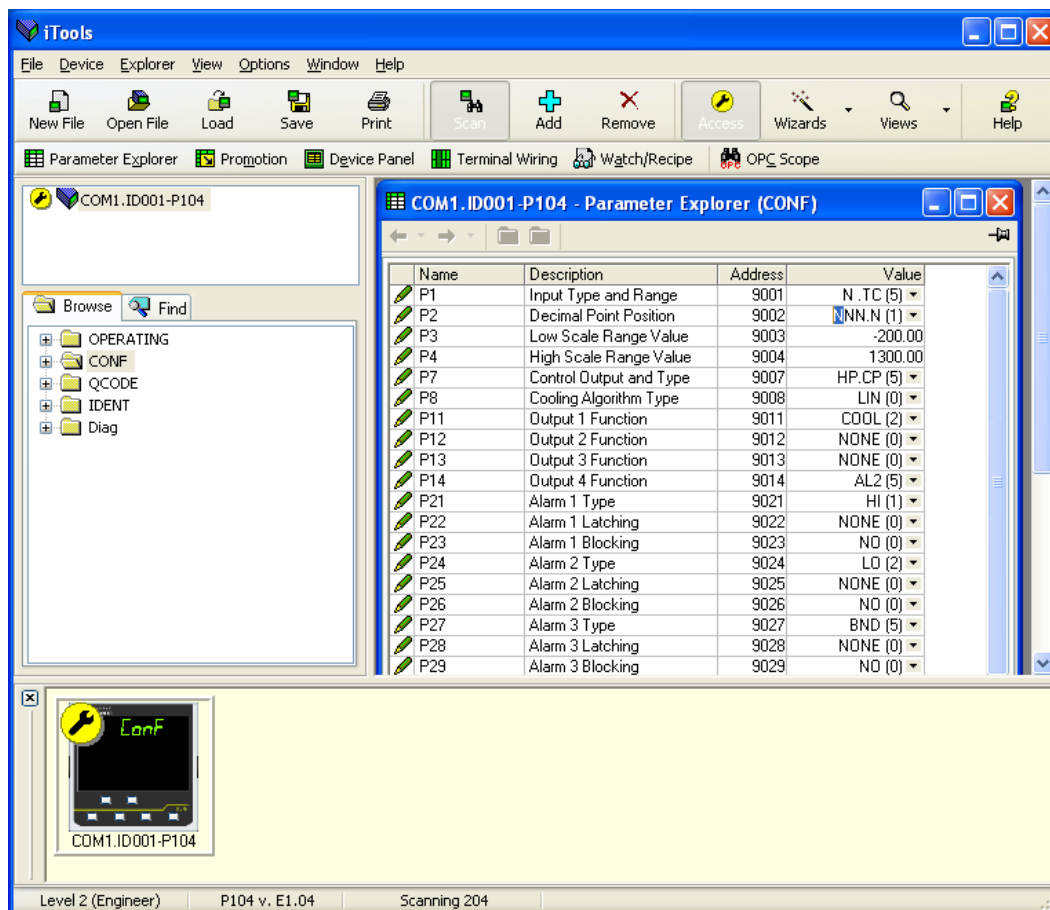 iTools
File Device Explorer View Options Window Help
New File Open File Load Save Print Scan Add Remove Access Wizards Views Help
Parameter Explorer Promotion Device Panel Terminal Wiring Watch/Recipe OPC Scope
COM1.ID001-P104
Browse Find
OPERATING
CONF
QCODE
IDENT
Diag
COM1.ID001-P104 - Parameter Explorer (CONF)
Name Description Address Value
P1 Input Type and Range 9001 N .TC (5)
P2 Decimal Point Position 9002 NNN.N (1)
P3 Low Scale Range Value 9003 -200.00
P4 High Scale Range Value 9004 1300.00
P7 Control Output and Type 9007 HP.CP (5)
P8 Cooling Algorithm Type 9008 LIN (0)
P11 Output 1 Function 9011 COOL (2)
P12 Output 2 Function 9012 NONE (0)
P13 Output 3 Function 9013 NONE (0)
P14 Output 4 Function 9014 AL2 (5)
P21 Alarm 1 Type 9021 HI (1)
P22 Alarm 1 Latching 9022 NONE (0)
P23 Alarm 1 Blocking 9023 NO (0)
P24 Alarm 2 Type 9024 LO (2)
P25 Alarm 2 Latching 9025 NONE (0)
P26 Alarm 2 Blocking 9026 NO (0)
P27 Alarm 3 Type 9027 BND (5)
P28 Alarm 3 Latching 9028 NONE (0)
P29 Alarm 3 Blocking 9029 NO (0)
ConF
COM1.ID001-P104
Level 2 (Engineer) P104 v. E1.04 Scanning 204